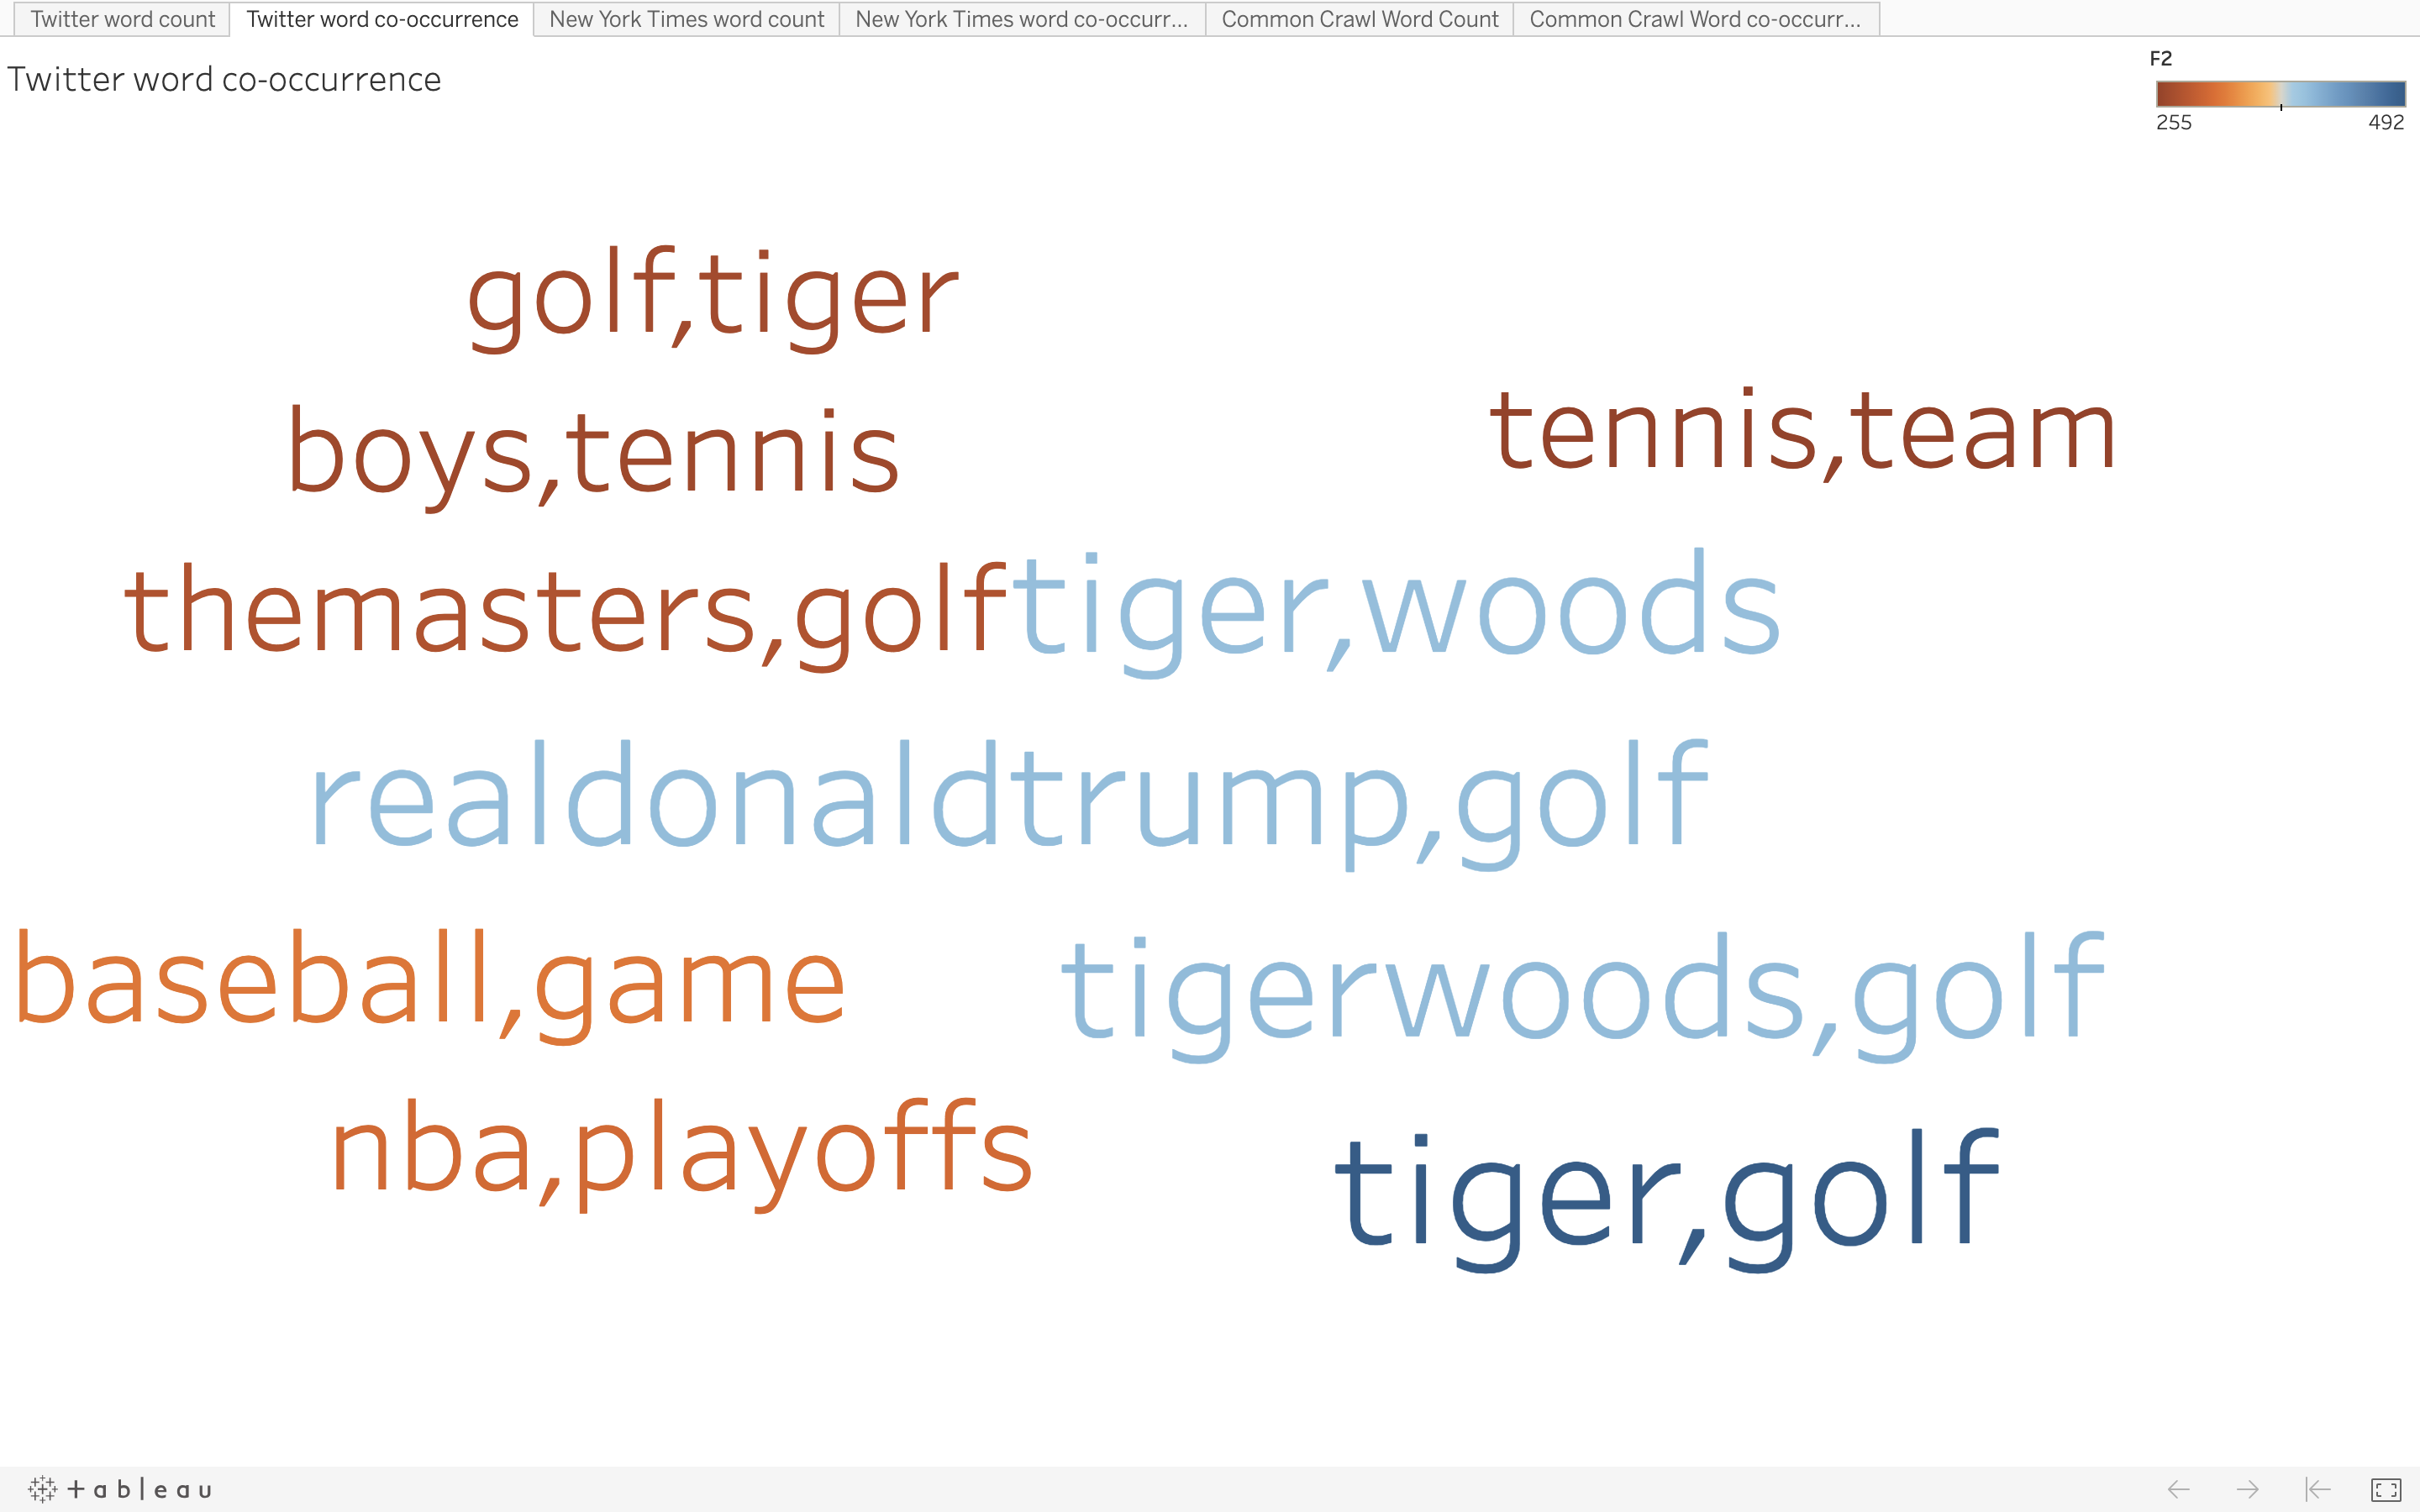 Twitter word count
Twitter word co-occurrence
New York Times word count
New York Times word co-occurr...
Common Crawl Word Count
Common Crawl Word co-occurr...
Twitter word co-occurrence
F2
255 492
golf,tiger
boys,tennis
tennis,team
themasters,golf
tiger,woods
realdonaldtrump,golf
baseball,game
tigerwoods,golf
nba,playoffs
tiger,golf
+ableau